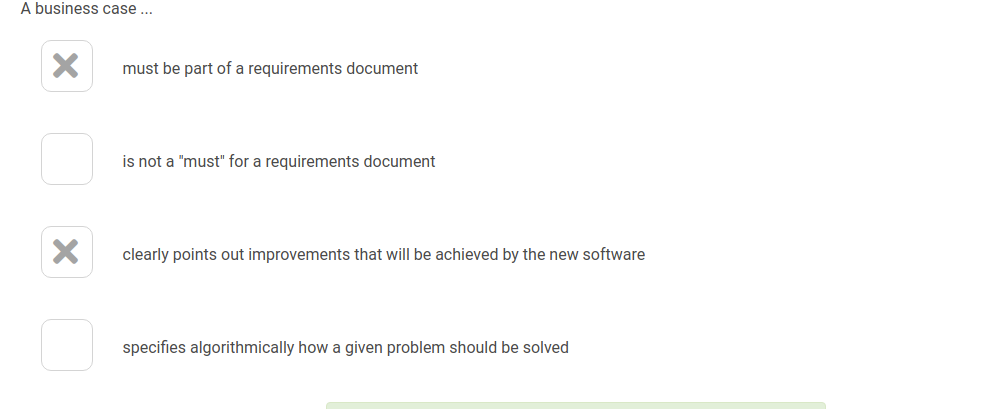 A business case ...
must be part of a requirements document
is not a "must" for a requirements document
clearly points out improvements that will be achieved by the new software
specifies algorithmically how a given problem should be solved